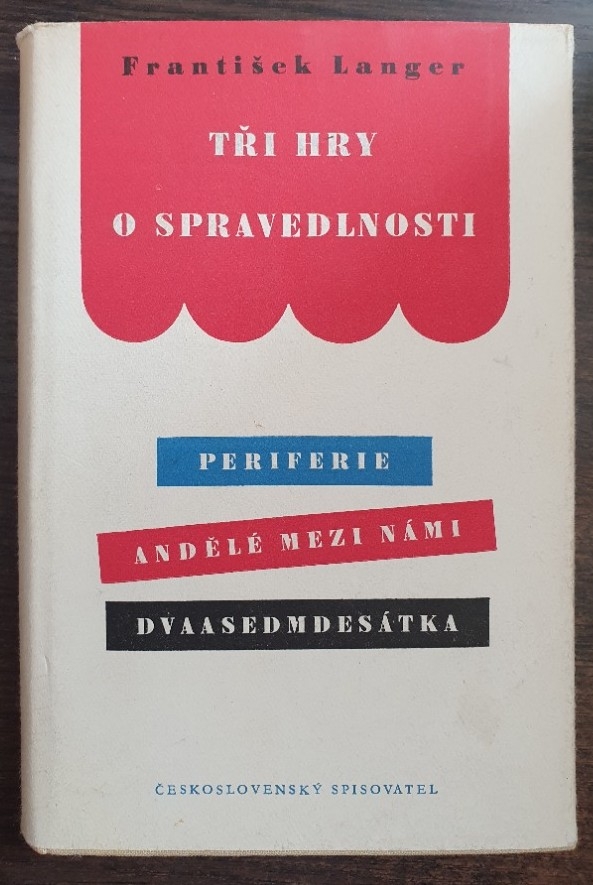 František Langer
TŘI HRY
O SPRAVEDLNOSTI
PERIFERIE
ANDĚLÉ MEZI NÁMI
DVAASEDMDESÁTKA
ČESKOSLOVENSKÝ SPISOVATEL